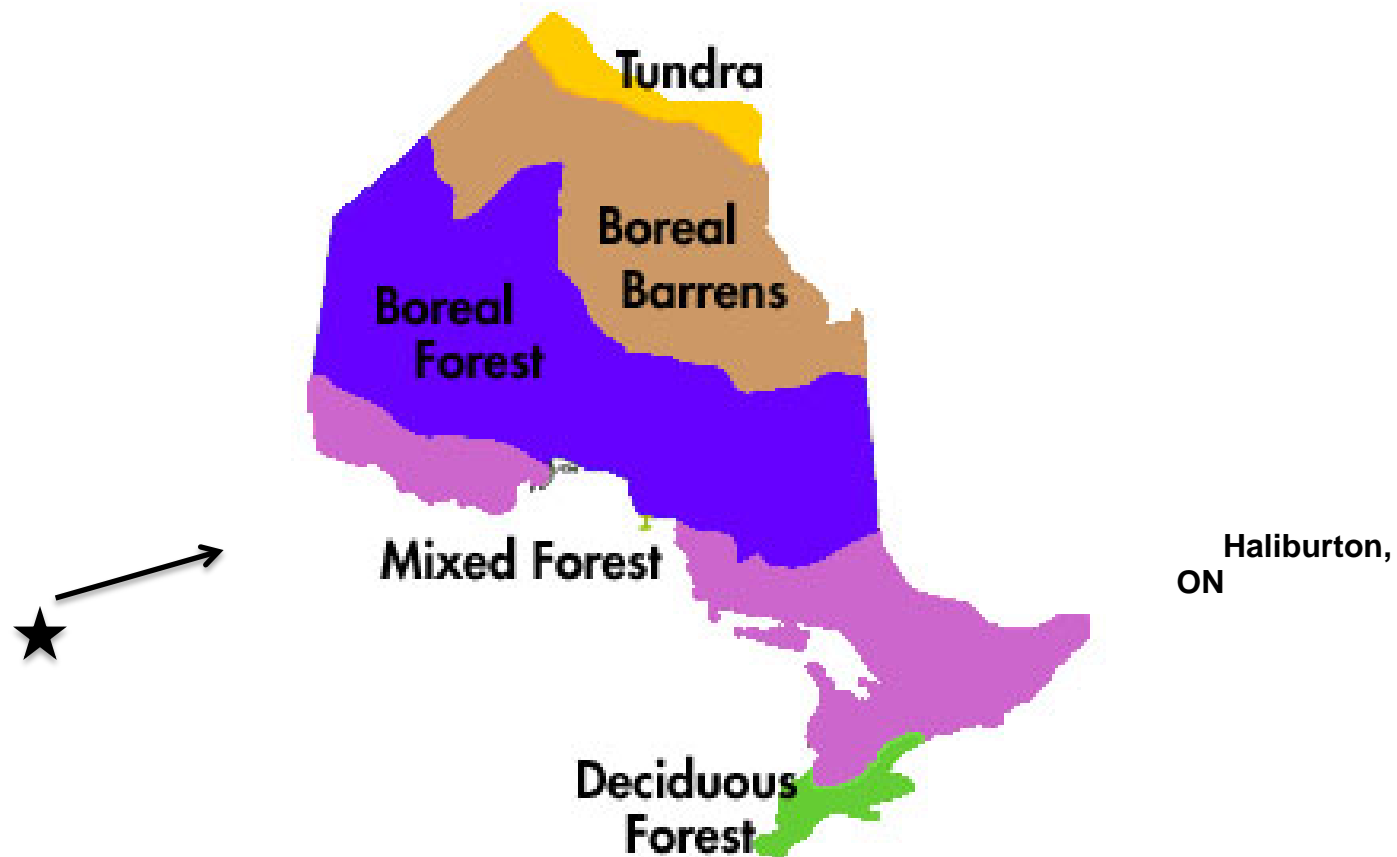 Tundra
Boreal
Barrens
Boreal
Forest
Mixed Forest
Haliburton,
ON
Deciduous
Forest